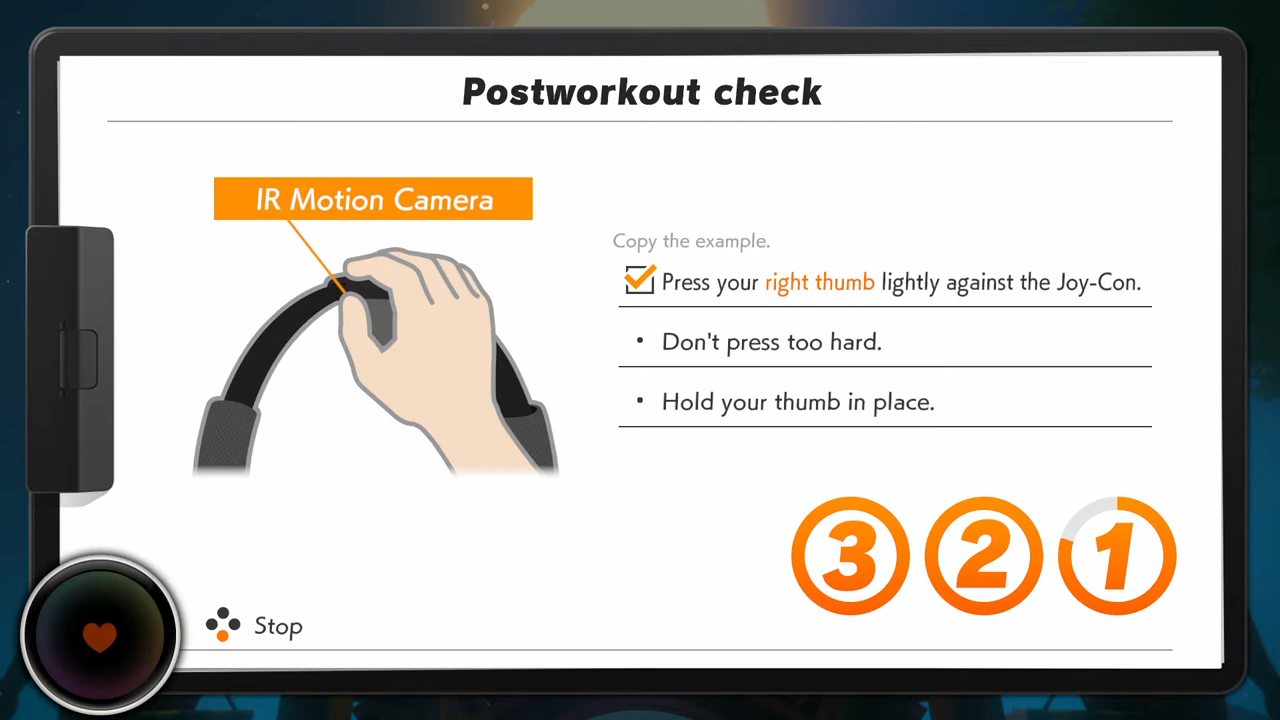 Postworkout check
IR Motion Camera
Copy the example.
Press your right thumb lightly against the Joy-Con.
• Don't press too hard.
• Hold your thumb in place.
3 2 1
Stop